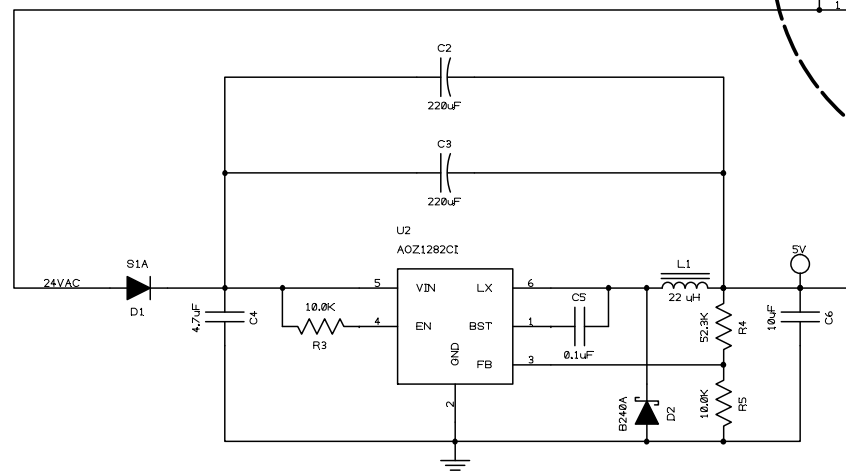 1
C2
220uF
C3
220uF
U2
AOZ1282CI
24VAC
S1A
D1
4.7uF
C4
10.0K
R3
5
VIN
4
EN
GND
2
LX
6
BST
1
FB
3
C5
0.1uF
B240A
D2
L1
22 uH
52.3K
R4
10.0K
R5
5V
10uF
C6